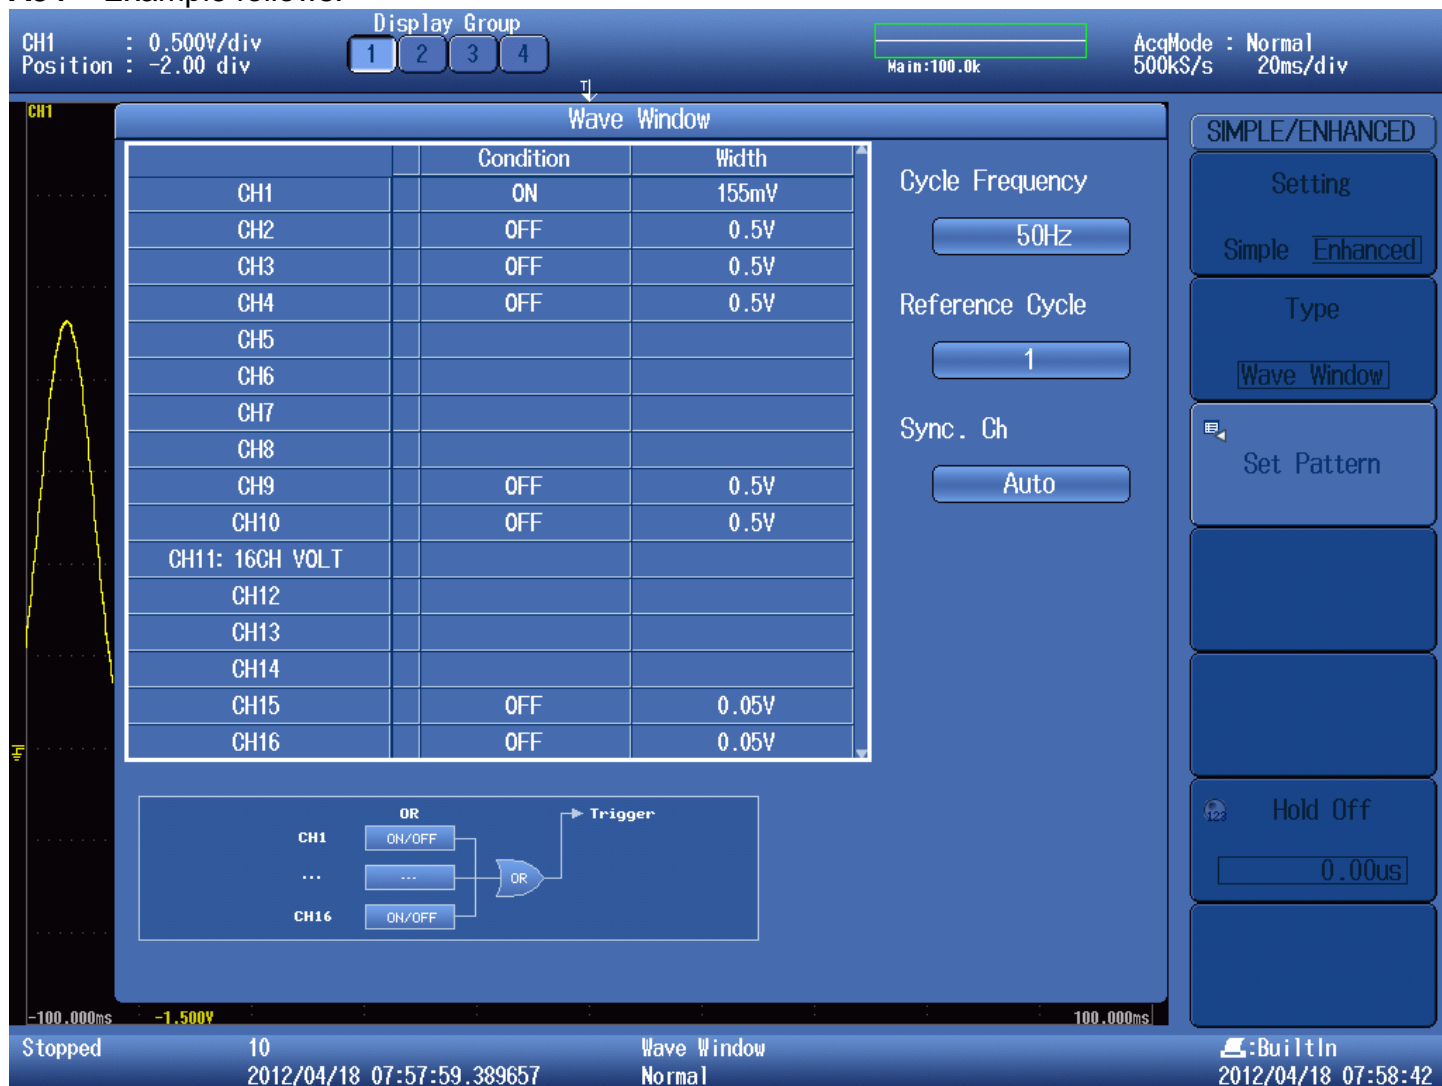 Example follows:
CH1 : 0.500V/div
Position : -2.00 div
Display Group
1 2 3 4
Main:100.0k
AcqMode : Normal
500kS/s 20ms/div
T
CH1
Wave Window
Condition Width
CH1 ON 155mV
CH2 OFF 0.5V
CH3 OFF 0.5V
CH4 OFF 0.5V
CH5
CH6
CH7
CH8
CH9 OFF 0.5V
CH10 OFF 0.5V
CH11: 16CH VOLT
CH12
CH13
CH14
CH15 OFF 0.05V
CH16 OFF 0.05V
Cycle Frequency
50Hz
Reference Cycle
1
Sync. Ch
Auto
OR
CH1 ON/OFF
... ---
CH16 ON/OFF
OR
Trigger
SIMPLE/ENHANCED
Setting
Simple Enhanced
Type
Wave Window
Set Pattern
123 Hold Off
0.00us
-100.000ms -1.500V 100.000ms
Stopped 10 Wave Window :BuiltIn
2012/04/18 07:57:59.389657 Normal 2012/04/18 07:58:42